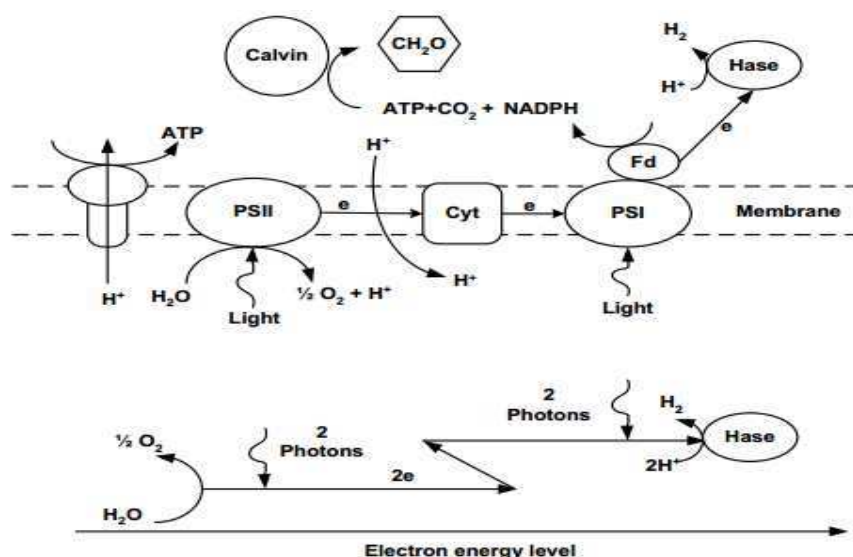 Calvin
CH₂O
H₂
Hase
H⁺
ATP+CO₂ + NADPH
e
ATP
H⁺
Fd
PSII
e
Cyt
e
PSI
Membrane
H⁺
H₂O
½ O₂ + H⁺
H⁺
Light
Light
2
Photons
2
Photons
H₂
Hase
½ O₂
2e
2H⁺
H₂O
Electron energy level